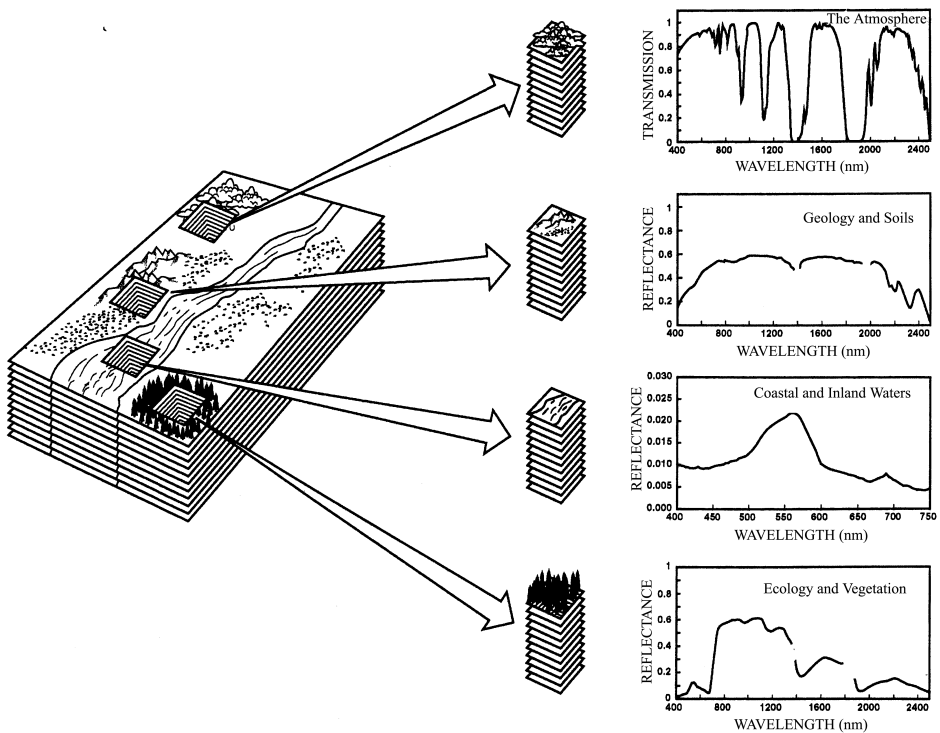 The Atmosphere
TRANSMISSION
1
0.8
0.6
0.4
0.2
0
400 800 1200 1600 2000 2400
WAVELENGTH (nm)
Geology and Soils
REFLECTANCE
1
0.8
0.6
0.4
0.2
0
400 800 1200 1600 2000 2400
WAVELENGTH (nm)
Coastal and Inland Waters
REFLECTANCE
0.030
0.025
0.020
0.015
0.010
0.005
0.000
400 450 500 550 600 650 700 750
WAVELENGTH (nm)
Ecology and Vegetation
REFLECTANCE
1
0.8
0.6
0.4
0.2
0
400 800 1200 1600 2000 2400
WAVELENGTH (nm)